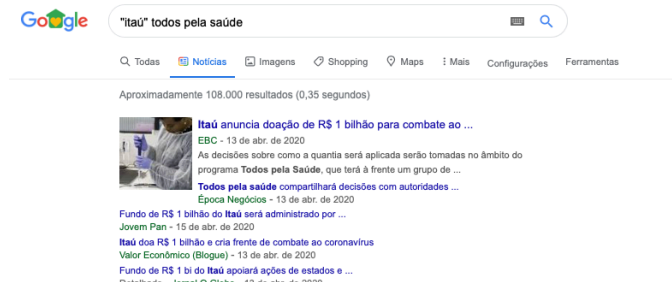 Google
"itaú" todos pela saúde
Todas Notícias Imagens Shopping Maps Mais Configurações Ferramentas
Aproximadamente 108.000 resultados (0,35 segundos)
Itaú anuncia doação de R$ 1 bilhão para combate ao ...
EBC - 13 de abr. de 2020
As decisões sobre como a quantia será aplicada serão tomadas no âmbito do
programa Todos pela Saúde, que terá à frente um grupo de ...
Todos pela saúde compartilhará decisões com autoridades ...
Época Negócios - 13 de abr. de 2020
Fundo de R$ 1 bilhão do Itaú será administrado por ...
Jovem Pan - 15 de abr. de 2020
Itaú doa R$ 1 bilhão e cria frente de combate ao coronavírus
Valor Econômico (Blogue) - 13 de abr. de 2020
Fundo de R$ 1 bi do Itaú apoiará ações de estados e ...